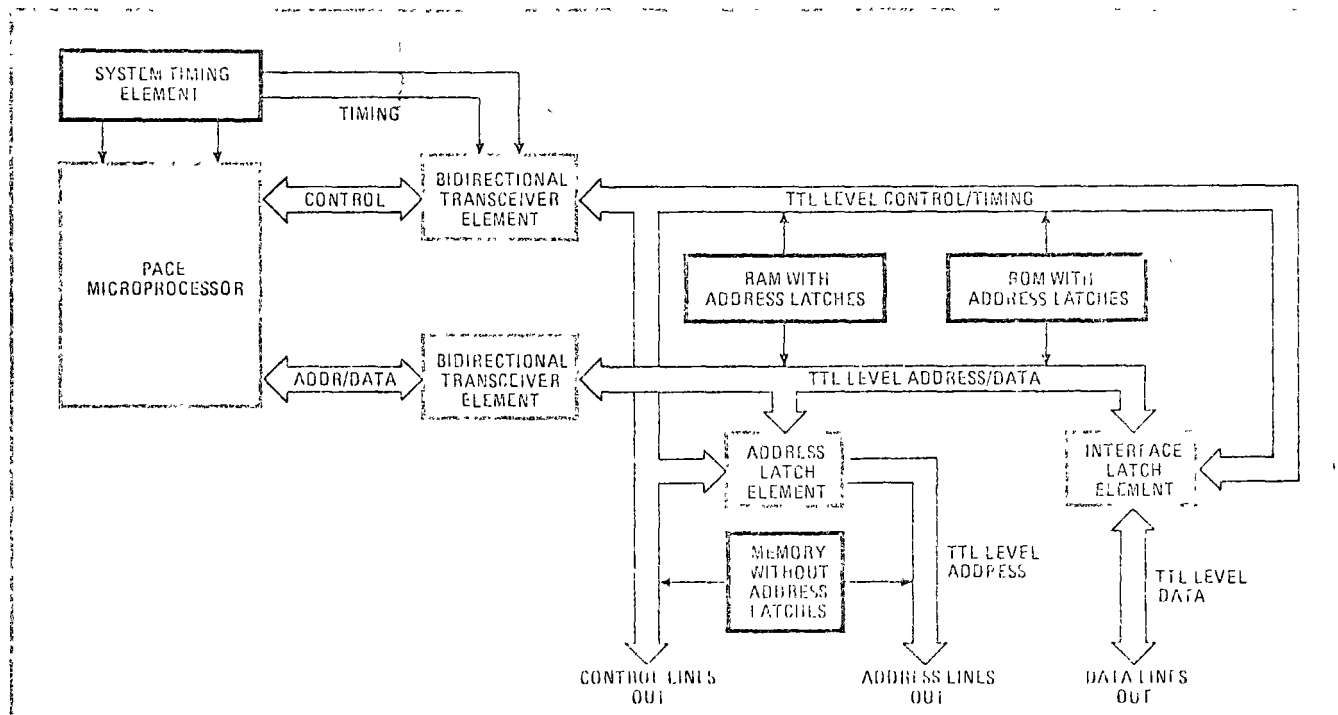 SYSTEM TIMING
ELEMENT
TIMING
PACE
MICROPROCESSOR
CONTROL
BIDIRECTIONAL
TRANSCEIVER
ELEMENT
TTL LEVEL CONTROL/TIMING
RAM WITH
ADDRESS LATCHES
ROM WITH
ADDRESS LATCHES
ADDR/DATA
BIDIRECTIONAL
TRANSCEIVER
ELEMENT
TTL LEVEL ADDRESS/DATA
ADDRESS
LATCH
ELEMENT
INTERFACE
LATCH
ELEMENT
MEMORY
WITHOUT
ADDRESS
LATCHES
TTL LEVEL
ADDRESS
TTL LEVEL
DATA
CONTROL LINES
OUT
ADDRESS LINES
OUT
DATA LINES
OUT